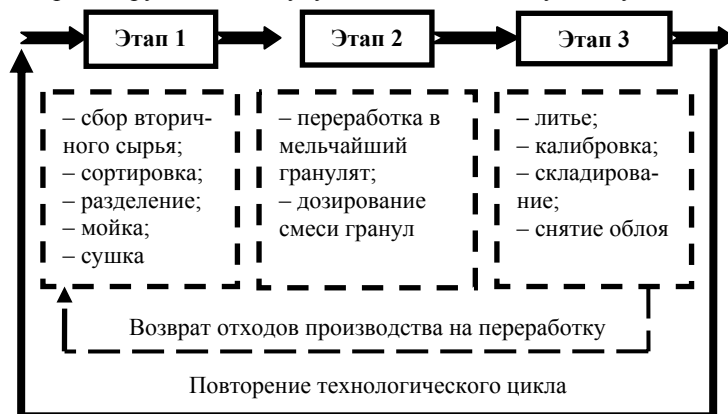 Этап 1
Этап 2
Этап 3
– сбор вторич-
ного сырья;
– сортировка;
– разделение;
– мойка;
– сушка
– переработка в
мельчайший
гранулят;
– дозирование
смеси гранул
– литье;
– калибровка;
– складирова-
ние;
– снятие облоя
Возврат отходов производства на переработку
Повторение технологического цикла